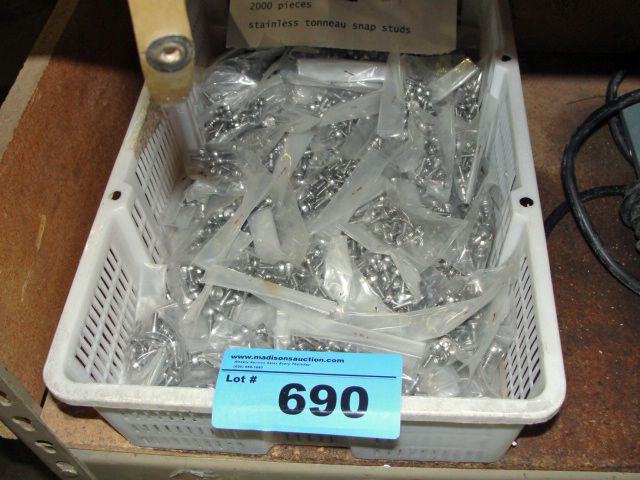 2000 pieces
stainless tonneau snap studs
www.madisonsauction.com
Lot # 690